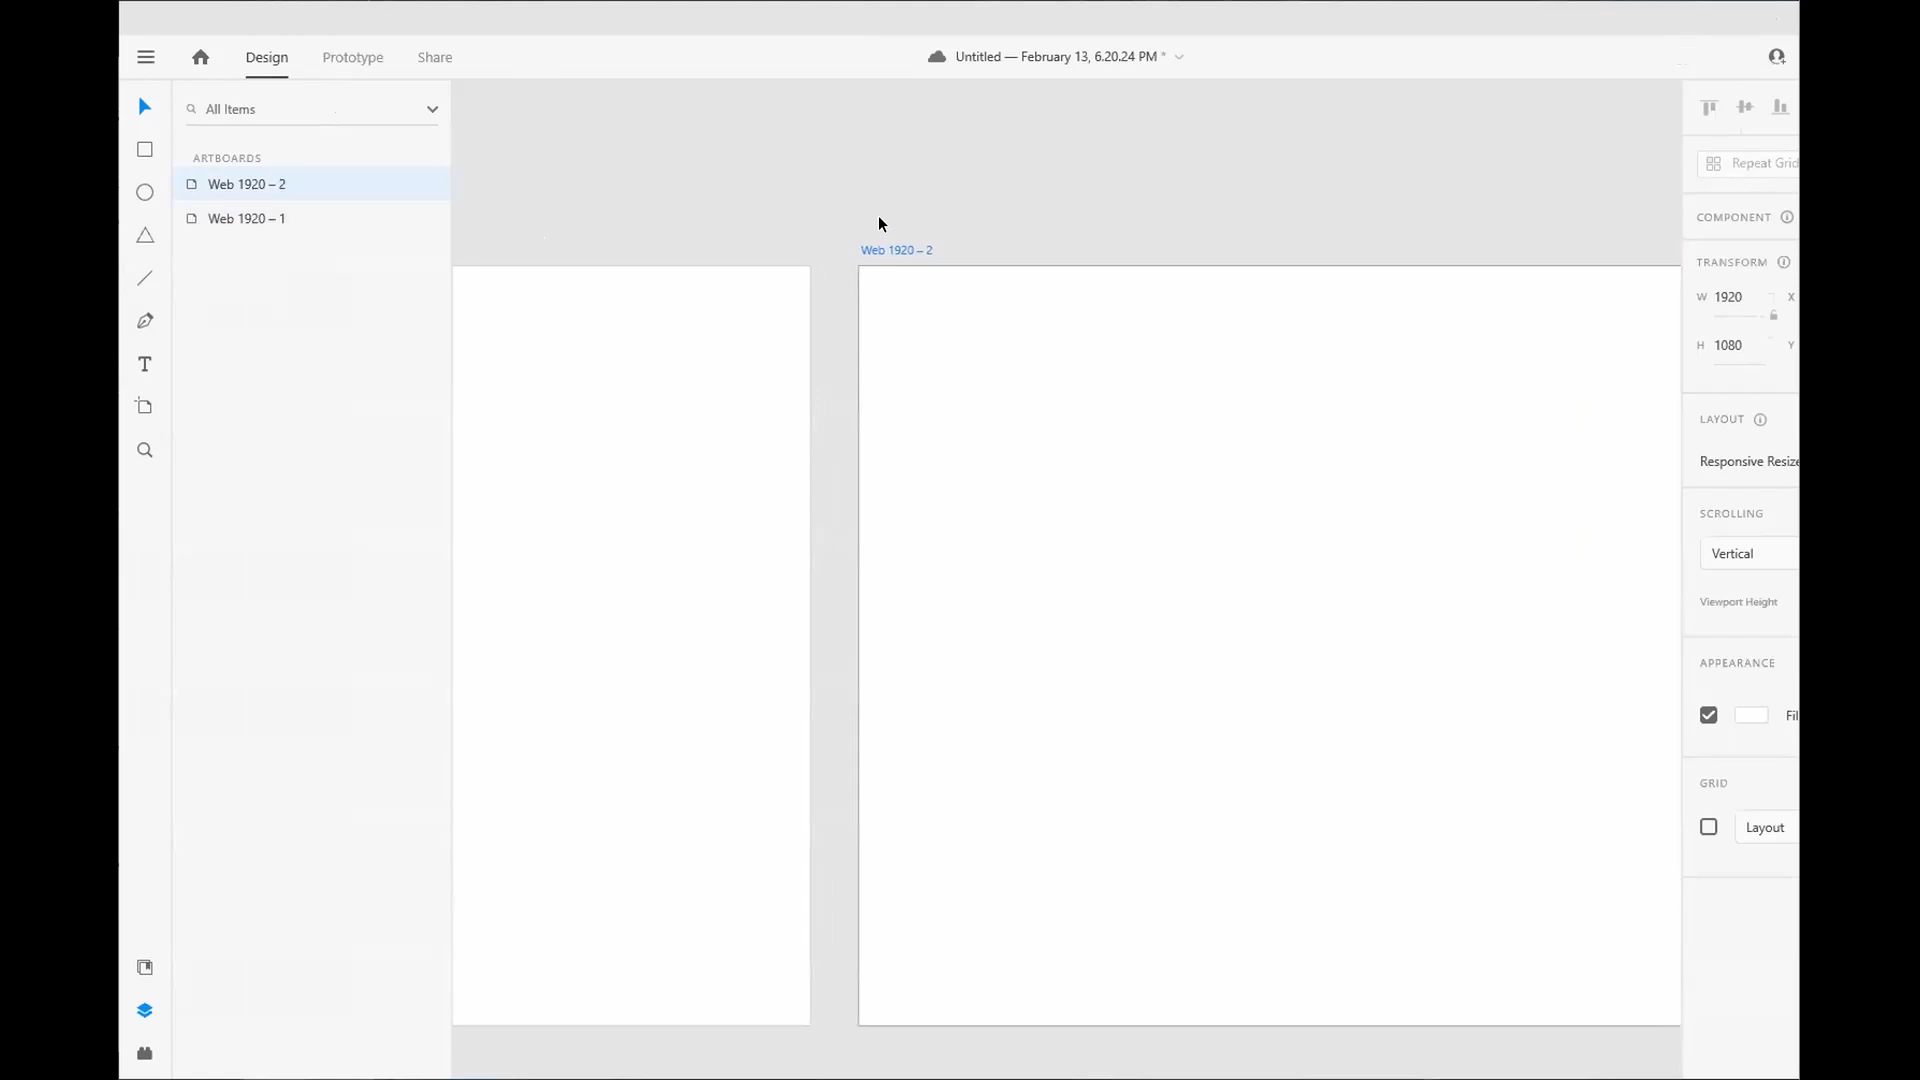 Design Prototype Share
Untitled — February 13, 6.20.24 PM *
All Items
ARTBOARDS
Web 1920 – 2
Web 1920 – 1
Web 1920 – 2
Repeat Grid
COMPONENT
TRANSFORM
W 1920 X
H 1080 Y
LAYOUT
Responsive Resize
SCROLLING
Vertical
Viewport Height
APPEARANCE
Fil
GRID
Layout